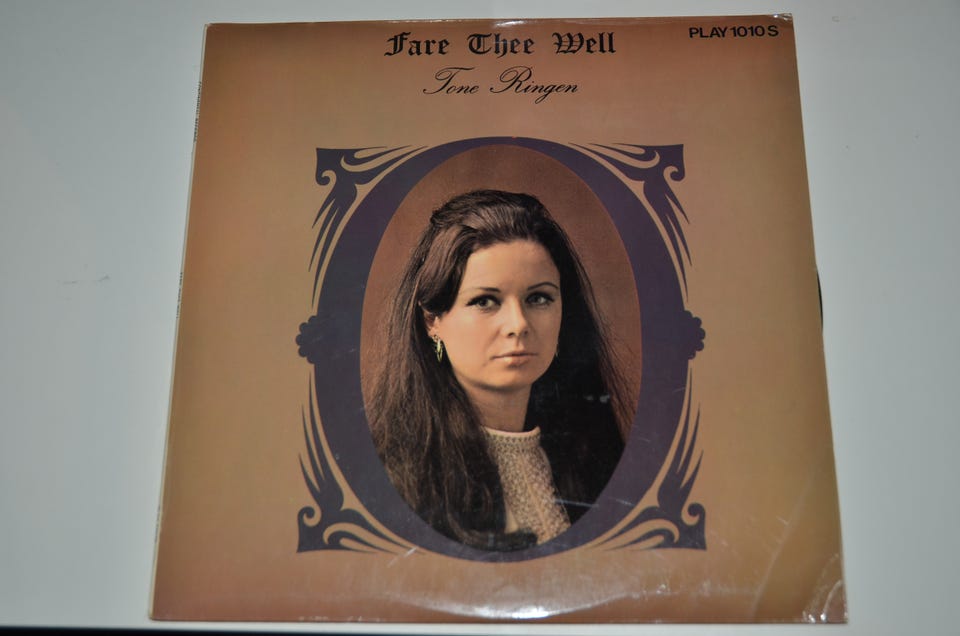 Fare Thee Well
PLAY 1010 S
Tone Ringen